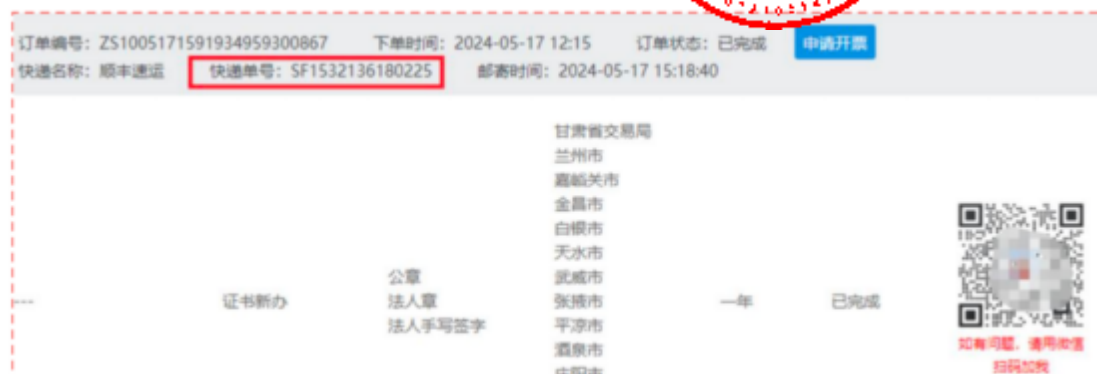 订单编号：ZS10051715919349593​00867 下单时间：2024-05-17 12:15 订单状态：已完成 申请开票
快递名称：顺丰速运 快递单号：SF1532136180225 邮寄时间：2024-05-17 15:18:40
甘肃省交易局
兰州市
嘉峪关市
金昌市
白银市
天水市
公章 武威市
--- 证书新办 法人章 张掖市 一年 已完成
法人手写签字 平凉市
酒泉市
庆阳市
如有问题，请用微信
扫码加我